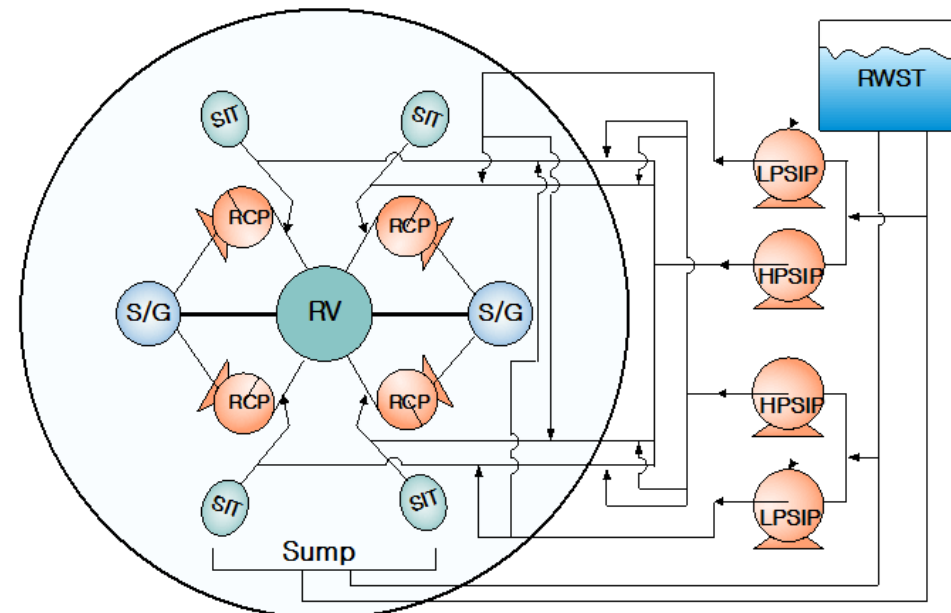 RWST
SIT
SIT
LPSIP
RCP
RCP
HPSIP
S/G
RV
S/G
RCP
RCP
HPSIP
SIT
SIT
LPSIP
Sump